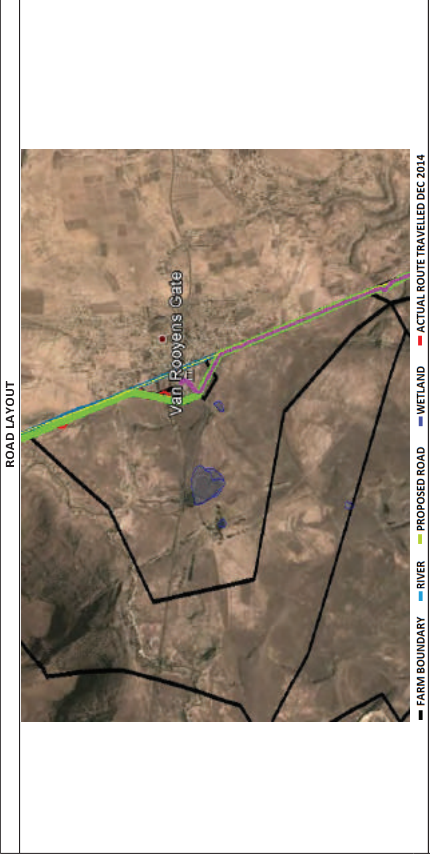 ROAD LAYOUT
Van Rooyens Gate
FARM BOUNDARY RIVER PROPOSED ROAD WETLAND ACTUAL ROUTE TRAVELLED DEC 2014